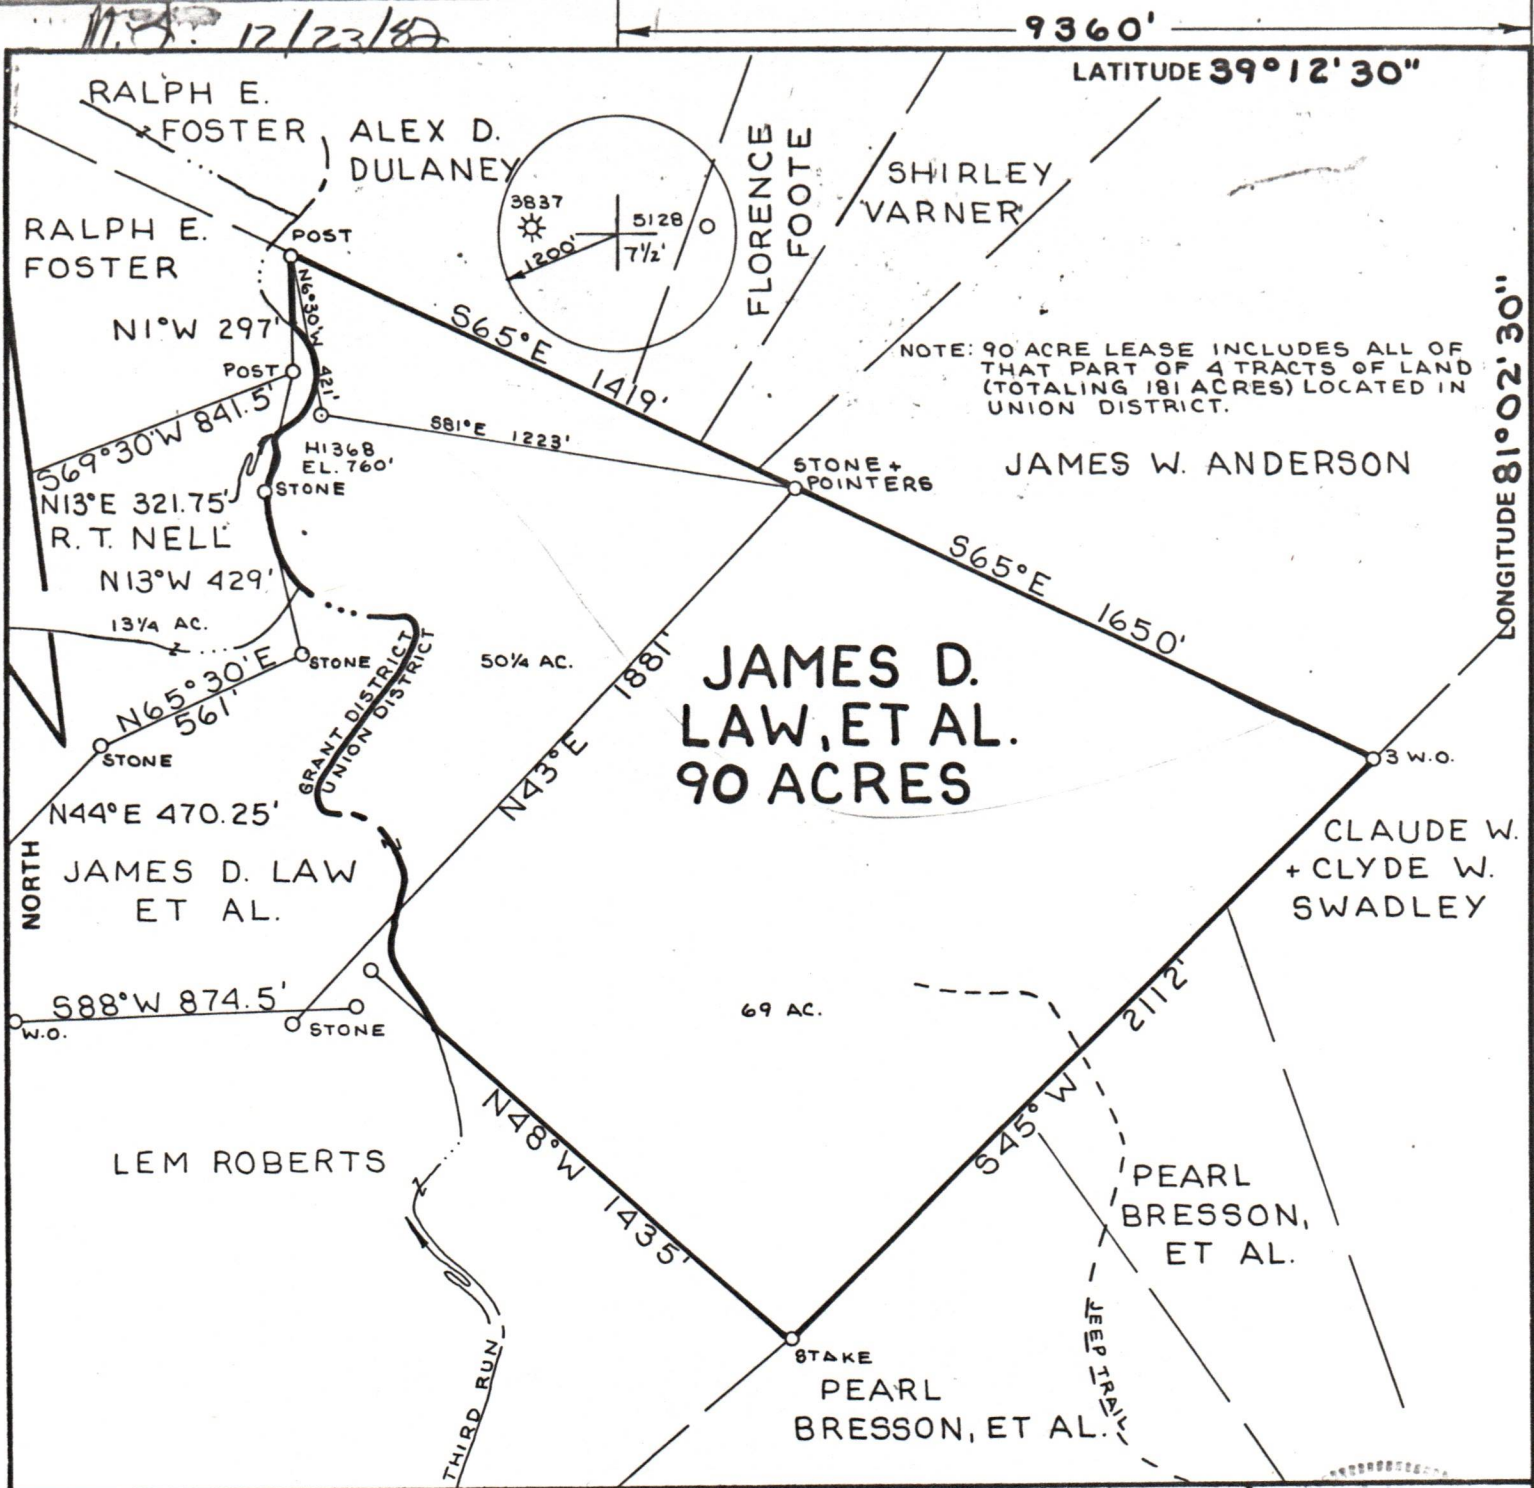 12/23/82
9360'
LATITUDE 39°12'30"
RALPH E.
FOSTER
ALEX D.
DULANEY
FLORENCE
FOOTE
SHIRLEY
VARNER
3837
5128
7½'
1200'
RALPH E.
FOSTER
POST
N6°30'W 421'
N1°W 297'
POST
S65°E 1419'
NOTE: 90 ACRE LEASE INCLUDES ALL OF
THAT PART OF 4 TRACTS OF LAND
(TOTALING 181 ACRES) LOCATED IN
UNION DISTRICT.
LONGITUDE 81°02'30"
S69°30'W 841.5'
S81°E 1223'
H1368
EL. 760'
STONE +
POINTERS
JAMES W. ANDERSON
STONE
N13°E 321.75'
R. T. NELL
N13°W 429'
S65°E 1650'
13¼ AC.
STONE
50¼ AC.
N65°30'E
561'
GRANT DISTRICT
UNION DISTRICT
N43°E 1881'
JAMES D.
LAW, ET AL.
90 ACRES
STONE
3 W.O.
N44°E 470.25'
CLAUDE W.
+ CLYDE W.
SWADLEY
NORTH
JAMES D. LAW
ET AL.
S88°W 874.5'
W.O.
STONE
69 AC.
S45°W 2112'
N48°W 1435'
LEM ROBERTS
PEARL
BRESSON,
ET AL.
JEEP TRAIL
THIRD RUN
STAKE
PEARL
BRESSON, ET AL.